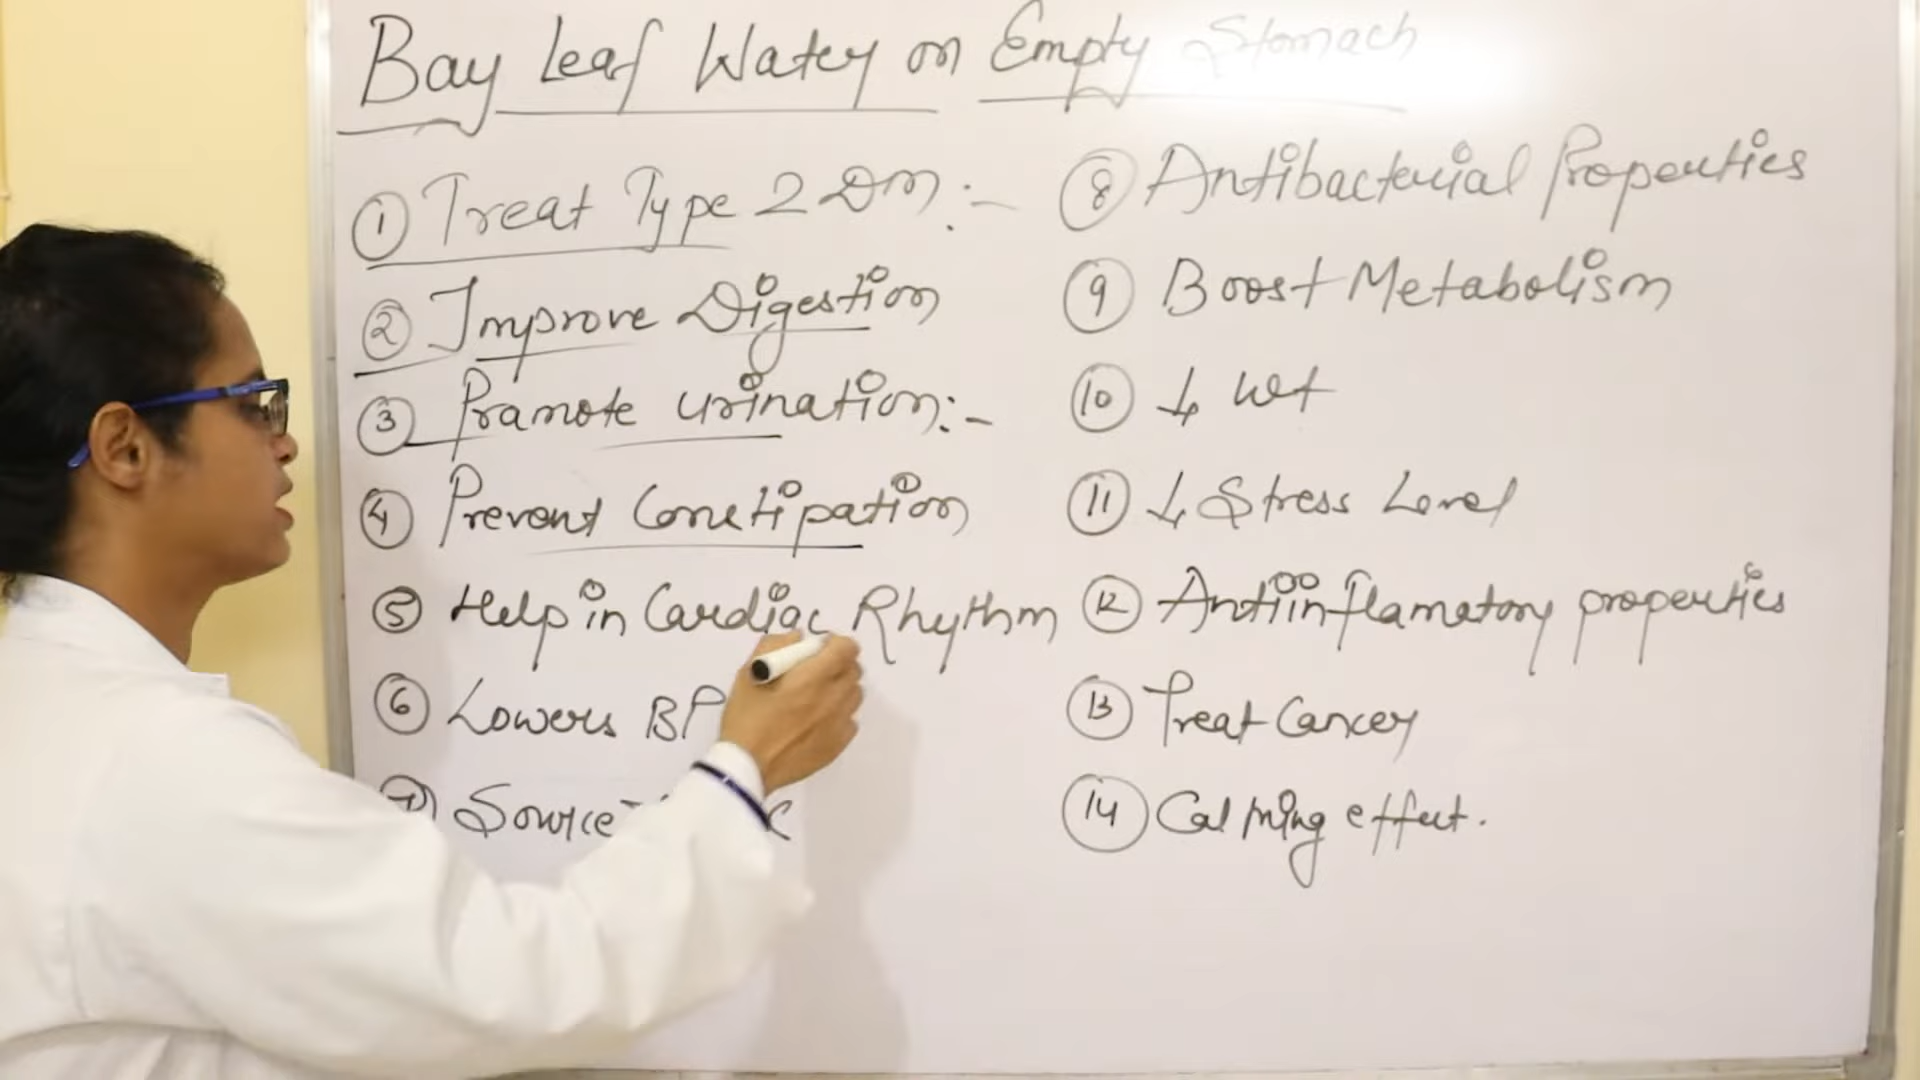 Bay Leaf Water on Empty Stomach
① Treat Type 2 DM:-
② Improve Digestion
③ Pramote urination:-
④ Prevent Constipation
⑤ Help in Cardiac Rhythm
⑥ Lowers BP
⑦ Source
⑧ Antibacterial Properties
⑨ Boost Metabolism
⑩ ↓ Wt
⑪ ↓ Stress Level
⑫ Antiinflamatory properties
⑬ Treat Cancer
⑭ Calming effect.